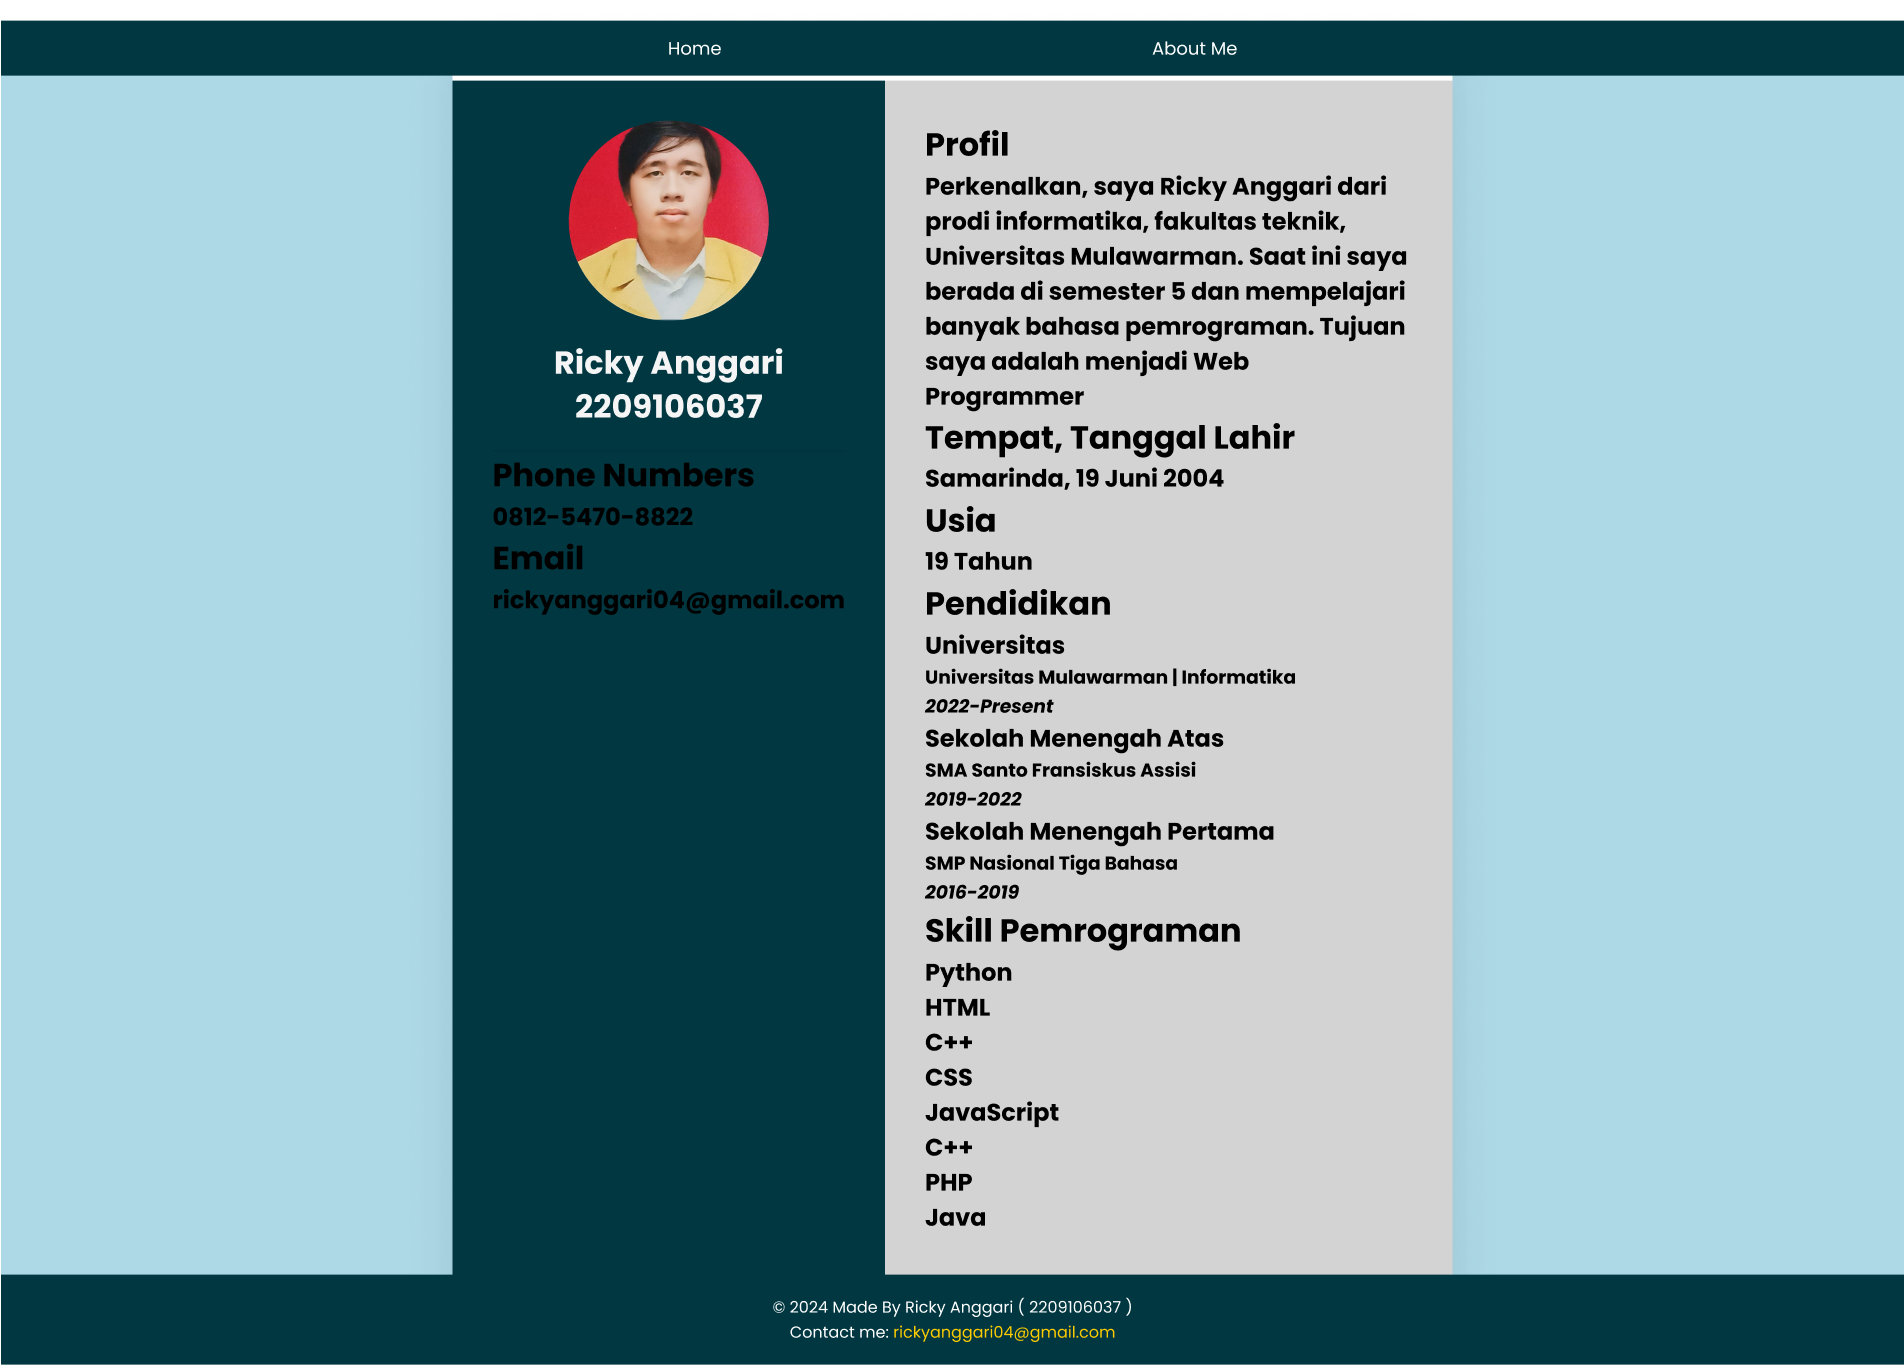 Home
About Me
Ricky Anggari
2209106037
Phone Numbers
0812-5470-8822
Email
rickyanggari04@gmail.com
Profil
Perkenalkan, saya Ricky Anggari dari
prodi informatika, fakultas teknik,
Universitas Mulawarman. Saat ini saya
berada di semester 5 dan mempelajari
banyak bahasa pemrograman. Tujuan
saya adalah menjadi Web
Programmer
Tempat, Tanggal Lahir
Samarinda, 19 Juni 2004
Usia
19 Tahun
Pendidikan
Universitas
Universitas Mulawarman | Informatika
2022-Present
Sekolah Menengah Atas
SMA Santo Fransiskus Assisi
2019-2022
Sekolah Menengah Pertama
SMP Nasional Tiga Bahasa
2016-2019
Skill Pemrograman
Python
HTML
C++
CSS
JavaScript
C++
PHP
Java
© 2024 Made By Ricky Anggari ( 2209106037 )
Contact me: rickyanggari04@gmail.com